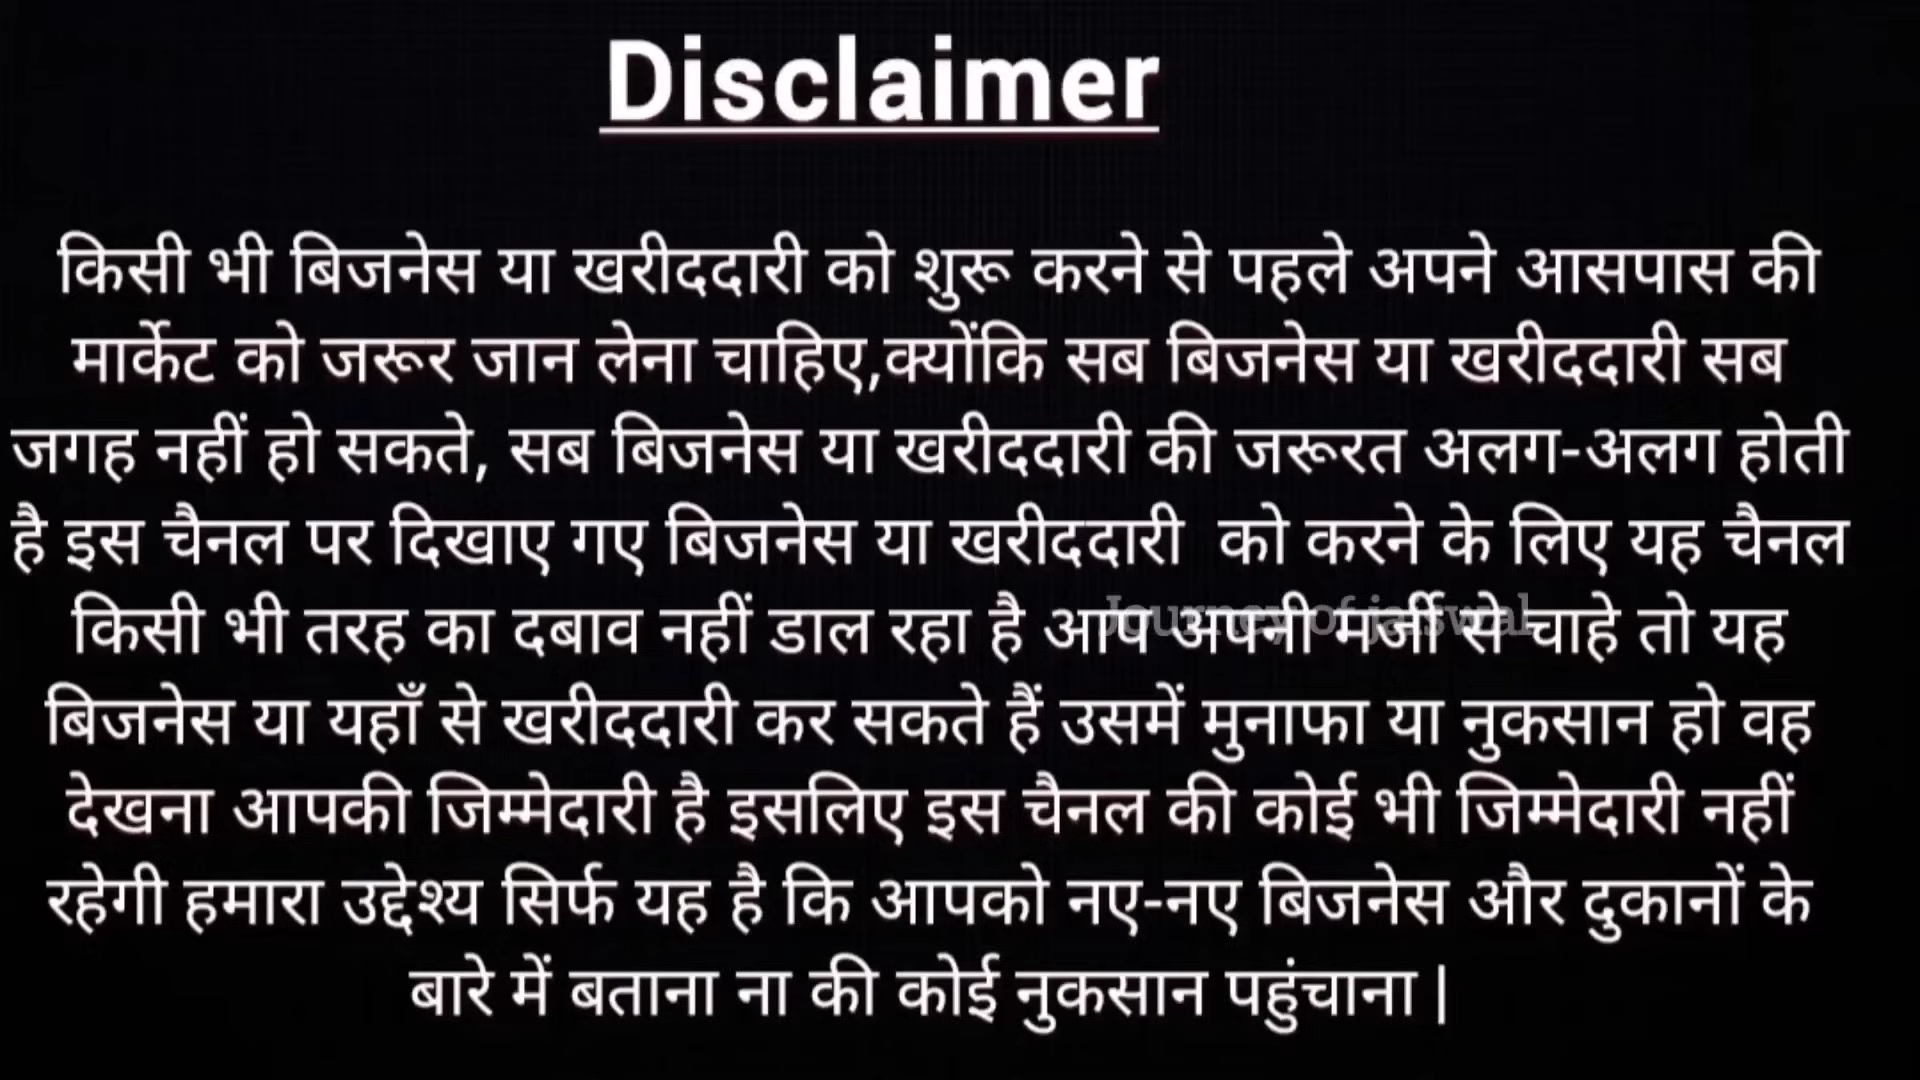 Disclaimer
किसी भी बिजनेस या खरीददारी को शुरू करने से पहले अपने आसपास की
मार्केट को जरूर जान लेना चाहिए,क्योंकि सब बिजनेस या खरीददारी सब
जगह नहीं हो सकते, सब बिजनेस या खरीददारी की जरूरत अलग-अलग होती
है इस चैनल पर दिखाए गए बिजनेस या खरीददारी को करने के लिए यह चैनल
किसी भी तरह का दबाव नहीं डाल रहा है आप अपनी मर्जी से चाहे तो यह
Journey of jaiswal
बिजनेस या यहाँ से खरीददारी कर सकते हैं उसमें मुनाफा या नुकसान हो वह
देखना आपकी जिम्मेदारी है इसलिए इस चैनल की कोई भी जिम्मेदारी नहीं
रहेगी हमारा उद्देश्य सिर्फ यह है कि आपको नए-नए बिजनेस और दुकानों के
बारे में बताना ना की कोई नुकसान पहुंचाना |